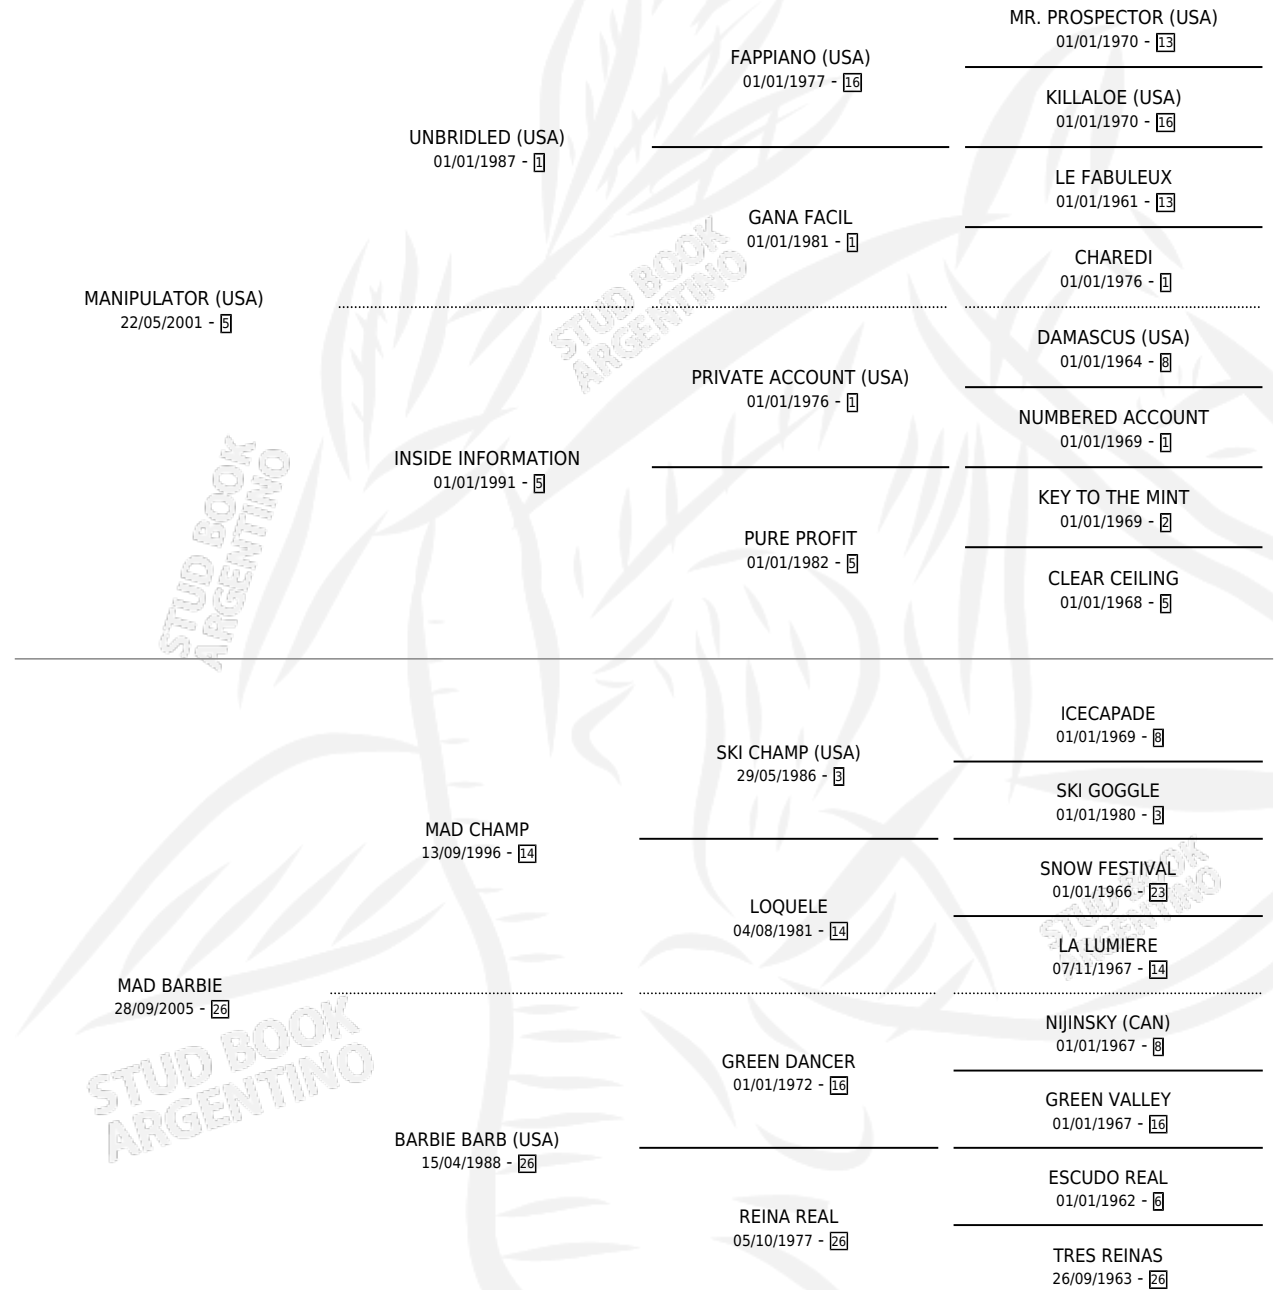 MR. PROSPECTOR (USA)
01/01/1970 - 13
FAPPIANO (USA)
01/01/1977 - 16
KILLALOE (USA)
01/01/1970 - 16
UNBRIDLED (USA)
01/01/1987 - 1
LE FABULEUX
01/01/1961 - 13
GANA FACIL
01/01/1981 - 1
CHAREDI
01/01/1976 - 1
MANIPULATOR (USA)
22/05/2001 - 5
DAMASCUS (USA)
01/01/1964 - 8
PRIVATE ACCOUNT (USA)
01/01/1976 - 1
NUMBERED ACCOUNT
01/01/1969 - 1
INSIDE INFORMATION
01/01/1991 - 5
KEY TO THE MINT
01/01/1969 - 2
PURE PROFIT
01/01/1982 - 5
CLEAR CEILING
01/01/1968 - 5
ICECAPADE
01/01/1969 - 8
SKI CHAMP (USA)
29/05/1986 - 3
SKI GOGGLE
01/01/1980 - 3
MAD CHAMP
13/09/1996 - 14
SNOW FESTIVAL
01/01/1966 - 23
LOQUELE
04/08/1981 - 14
LA LUMIERE
07/11/1967 - 14
MAD BARBIE
28/09/2005 - 26
NIJINSKY (CAN)
01/01/1967 - 8
GREEN DANCER
01/01/1972 - 16
GREEN VALLEY
01/01/1967 - 16
BARBIE BARB (USA)
15/04/1988 - 26
ESCUDO REAL
01/01/1962 - 6
REINA REAL
05/10/1977 - 26
TRES REINAS
26/09/1963 - 26
STUD BOOK
ARGENTINO
STUD BOOK
ARGENTINO
STUD BOOK
ARGENTINO
STUD BOOK
ARGENTINO